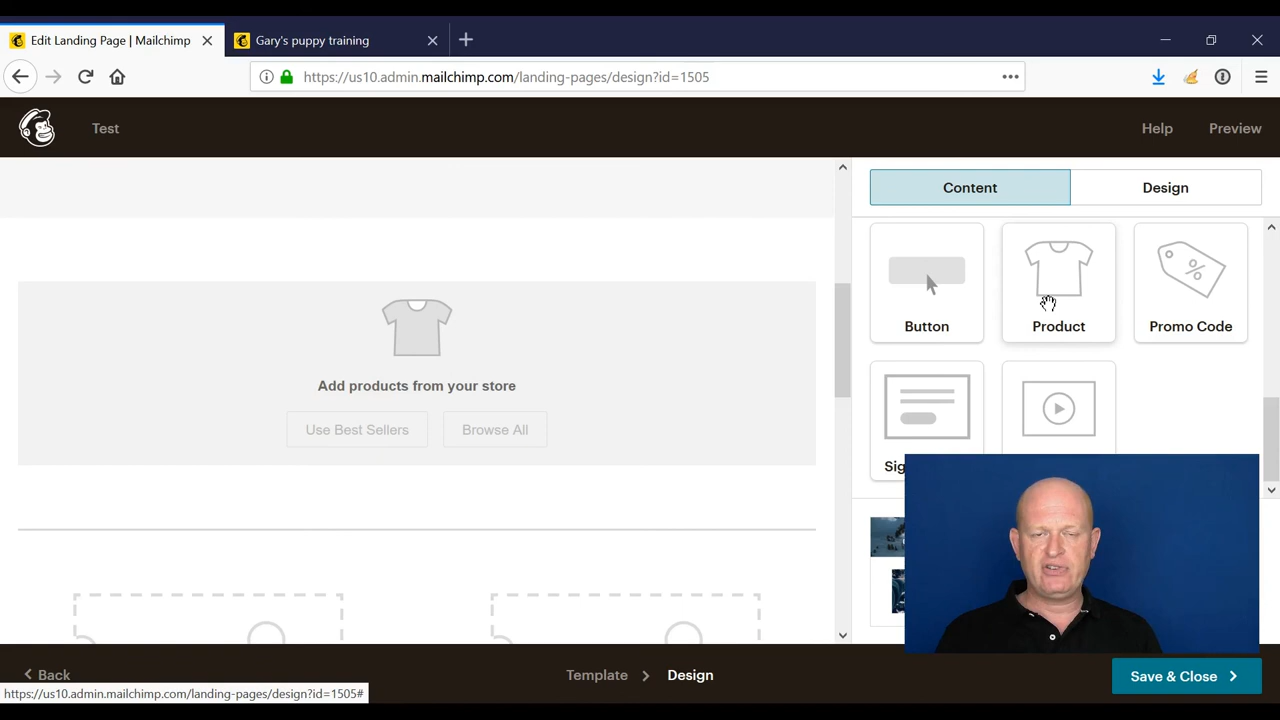 Edit Landing Page | Mailchimp
Gary's puppy training
https://us10.admin.mailchimp.com/landing-pages/design?id=1505
Test
Help
Preview
Content
Design
Button
Product
Promo Code
%
Add products from your store
Use Best Sellers
Browse All
Sig
Back
Template
Design
Save & Close
https://us10.admin.mailchimp.com/landing-pages/design?id=1505#